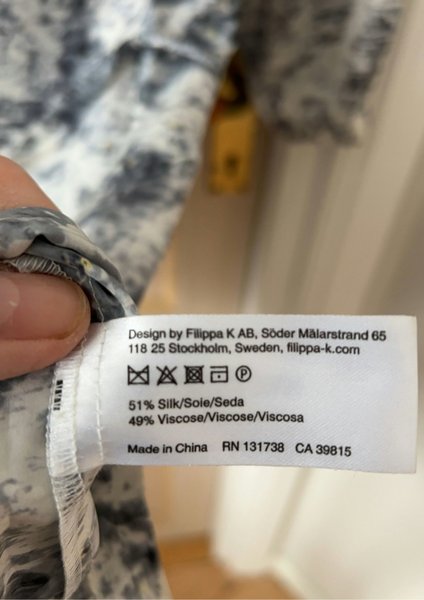 Design by Filippa K AB, Söder Mälarstrand 65
118 25 Stockholm, Sweden, filippa-k.com
P
51% Silk/Soie/Seda
49% Viscose/Viscose/Viscosa
Made in China RN 131738 CA 39815